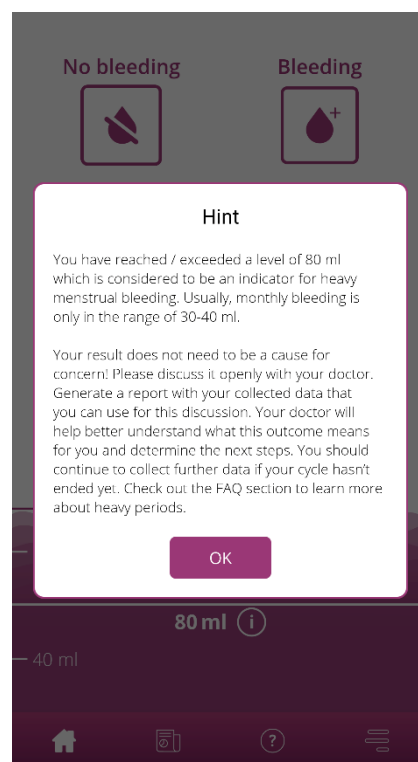 No bleeding
Bleeding
Hint
You have reached / exceeded a level of 80 ml
which is considered to be an indicator for heavy
menstrual bleeding. Usually, monthly bleeding is
only in the range of 30-40 ml.
Your result does not need to be a cause for
concern! Please discuss it openly with your doctor.
Generate a report with your collected data that
you can use for this discussion. Your doctor will
help better understand what this outcome means
for you and determine the next steps. You should
continue to collect further data if your cycle hasn't
ended yet. Check out the FAQ section to learn more
about heavy periods.
OK
80 ml
40 ml